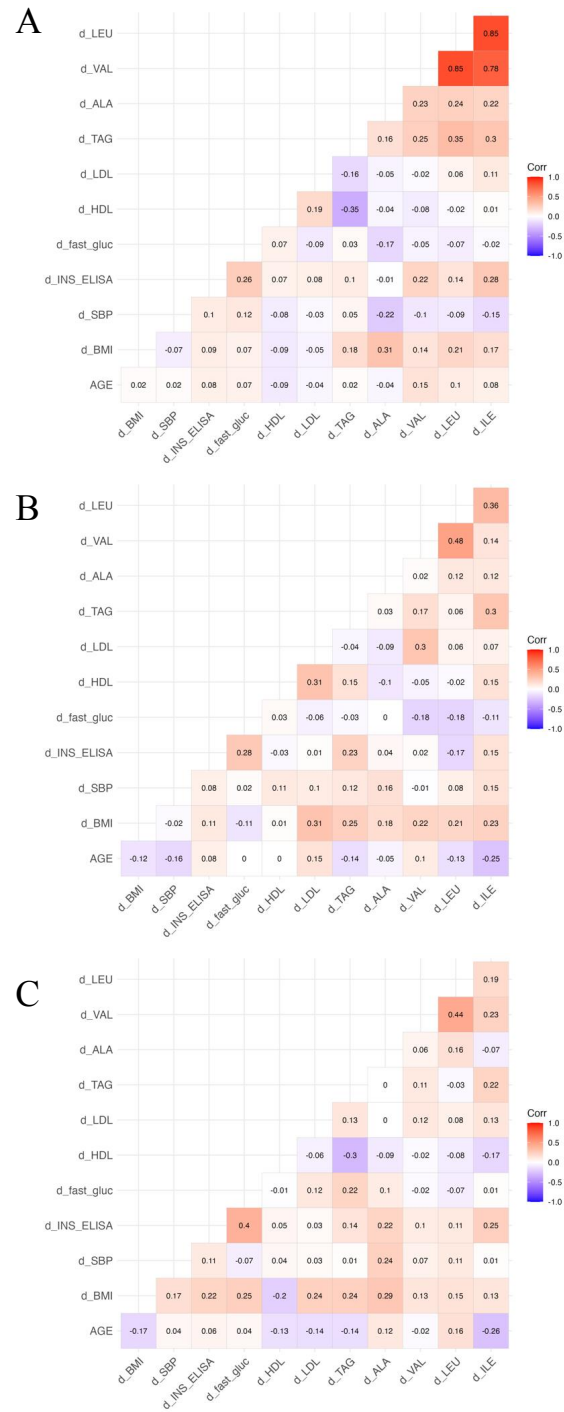 A
d_LEU 0.85
d_VAL 0.85 0.78
d_ALA 0.23 0.24 0.22
d_TAG 0.16 0.25 0.35 0.3
d_LDL -0.16 -0.05 -0.02 0.06 0.11
d_HDL 0.19 -0.35 -0.04 -0.08 -0.02 0.01
d_fast_gluc 0.07 -0.09 0.03 -0.17 -0.05 -0.07 -0.02
d_INS_ELISA 0.26 0.07 0.08 0.1 -0.01 0.22 0.14 0.28
d_SBP 0.1 0.12 -0.08 -0.03 0.05 -0.22 -0.1 -0.09 -0.15
d_BMI -0.07 0.09 0.07 -0.09 -0.05 0.18 0.31 0.14 0.21 0.17
AGE 0.02 0.02 0.08 0.07 -0.09 -0.04 0.02 -0.04 0.15 0.1 0.08
d_BMI d_SBP d_INS_ELISA d_fast_gluc d_HDL d_LDL d_TAG d_ALA d_VAL d_LEU d_ILE
Corr
1.0
0.5
0.0
-0.5
-1.0
B
d_LEU 0.36
d_VAL 0.48 0.14
d_ALA 0.02 0.12 0.12
d_TAG 0.03 0.17 0.06 0.3
d_LDL -0.04 -0.09 0.3 0.06 0.07
d_HDL 0.31 0.15 -0.1 -0.05 -0.02 0.15
d_fast_gluc 0.03 -0.06 -0.03 0 -0.18 -0.18 -0.11
d_INS_ELISA 0.28 -0.03 0.01 0.23 0.04 0.02 -0.17 0.15
d_SBP 0.08 0.02 0.11 0.1 0.12 0.16 -0.01 0.08 0.15
d_BMI -0.02 0.11 -0.11 0.01 0.31 0.25 0.18 0.22 0.21 0.23
AGE -0.12 -0.16 0.08 0 0 0.15 -0.14 -0.05 0.1 -0.13 -0.25
d_BMI d_SBP d_INS_ELISA d_fast_gluc d_HDL d_LDL d_TAG d_ALA d_VAL d_LEU d_ILE
Corr
1.0
0.5
0.0
-0.5
-1.0
C
d_LEU 0.19
d_VAL 0.44 0.23
d_ALA 0.06 0.16 -0.07
d_TAG 0 0.11 -0.03 0.22
d_LDL 0.13 0 0.12 0.08 0.13
d_HDL -0.06 -0.3 -0.09 -0.02 -0.08 -0.17
d_fast_gluc -0.01 0.12 0.22 0.1 -0.02 -0.07 0.01
d_INS_ELISA 0.4 0.05 0.03 0.14 0.22 0.1 0.11 0.25
d_SBP 0.11 -0.07 0.04 0.03 0.01 0.24 0.07 0.11 0.01
d_BMI 0.17 0.22 0.25 -0.2 0.24 0.24 0.29 0.13 0.15 0.13
AGE -0.17 0.04 0.06 0.04 -0.13 -0.14 -0.14 0.12 -0.02 0.16 -0.26
d_BMI d_SBP d_INS_ELISA d_fast_gluc d_HDL d_LDL d_TAG d_ALA d_VAL d_LEU d_ILE
Corr
1.0
0.5
0.0
-0.5
-1.0